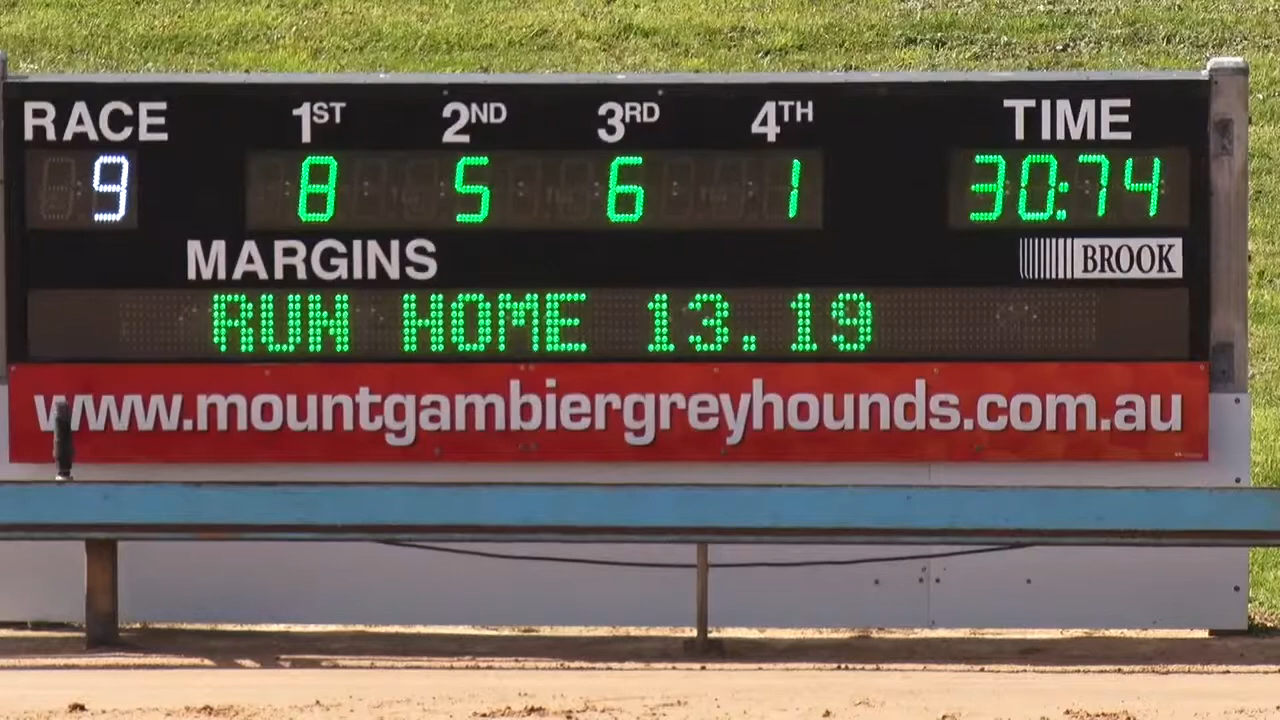 RACE 1ST 2ND 3RD 4TH TIME
9 8 5 6 1 30:74
MARGINS BROOK
RUN HOME 13.19
www.mountgambiergreyhounds.com.au